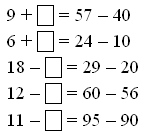 9 + □ = 57 – 40
6 + □ = 24 – 10
18 – □ = 29 – 20
12 – □ = 60 – 56
11 – □ = 95 – 90